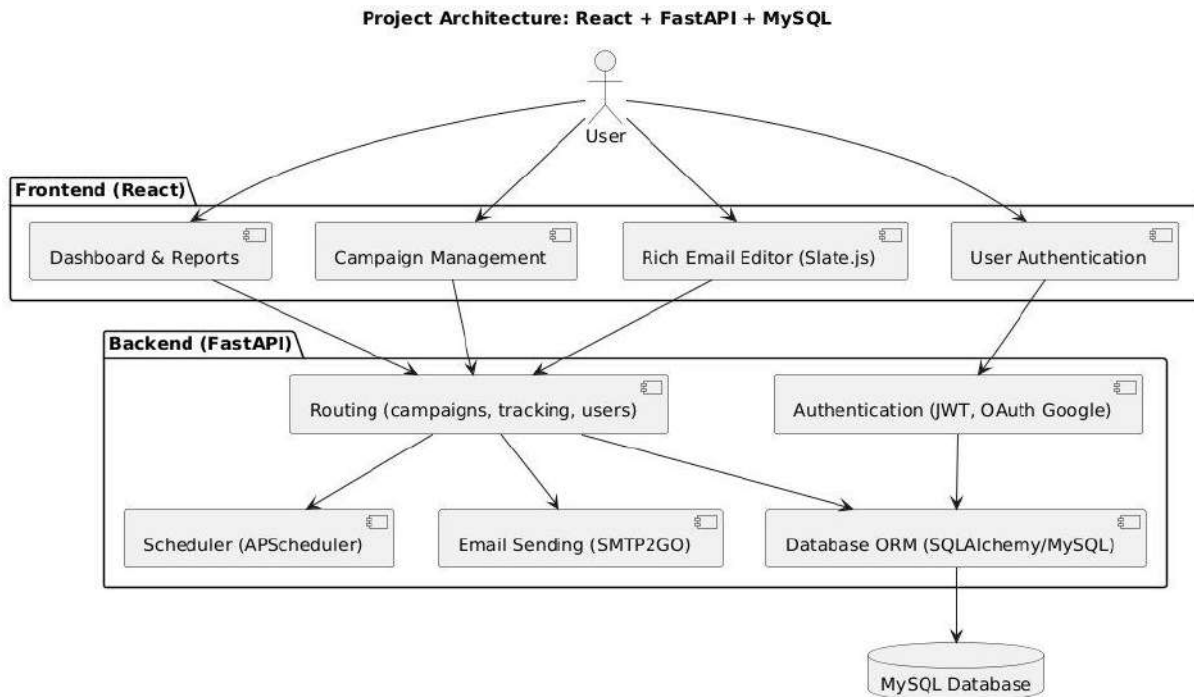 Project Architecture: React + FastAPI + MySQL
User
Frontend (React)
Dashboard & Reports
Campaign Management
Rich Email Editor (Slate.js)
User Authentication
Backend (FastAPI)
Routing (campaigns, tracking, users)
Authentication (JWT, OAuth Google)
Scheduler (APScheduler)
Email Sending (SMTP2GO)
Database ORM (SQLAlchemy/MySQL)
MySQL Database